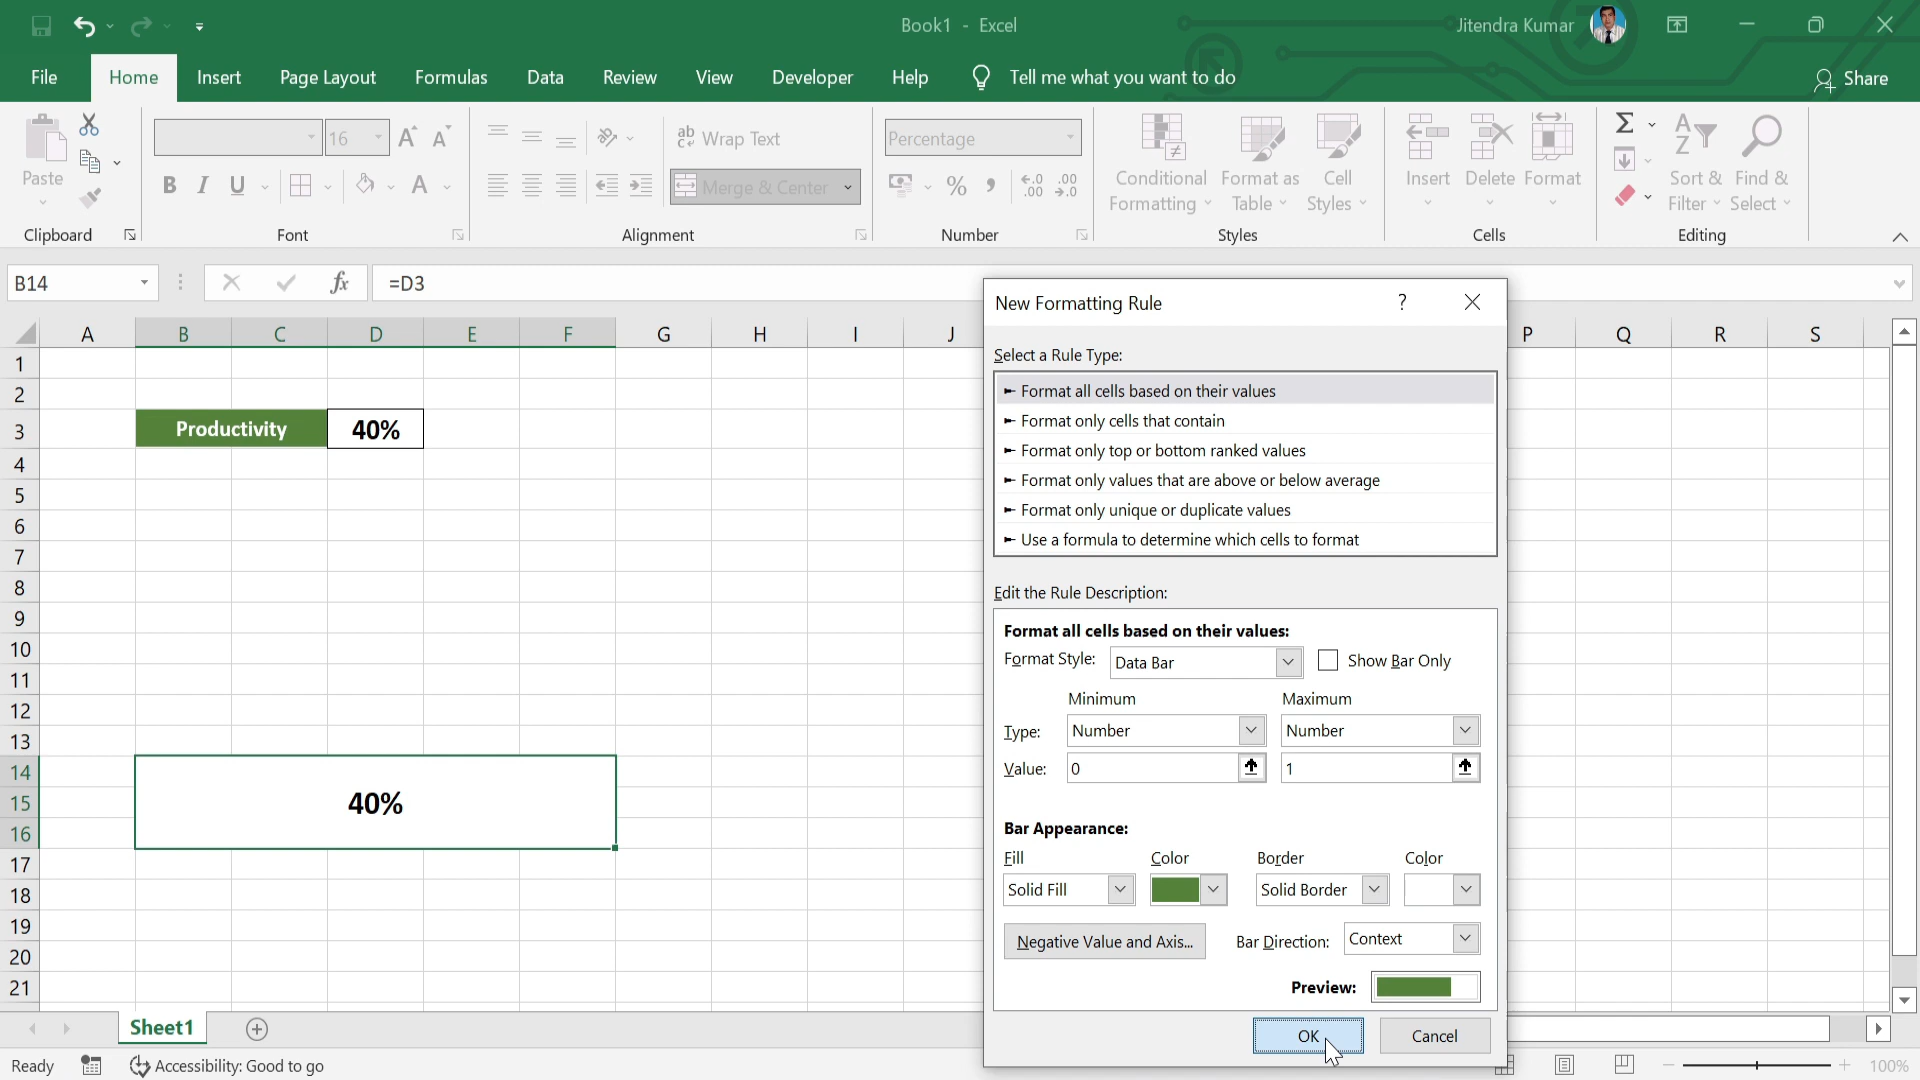 Book1 - Excel
Jitendra Kumar
File Home Insert Page Layout Formulas Data Review View Developer Help Tell me what you want to do Share
Paste
Clipboard
16
B I U
Font
Wrap Text
Merge & Center
Alignment
Percentage
Number
Conditional Formatting
Format as Table
Cell Styles
Styles
Insert Delete Format
Cells
Sort & Filter
Find & Select
Editing
B14 fx =D3
A B C D E F G H I J P Q R S
1
2
3 Productivity 40%
4
5
6
7
8
9
10
11
12
13
14
15 40%
16
17
18
19
20
21
New Formatting Rule ?
Select a Rule Type:
► Format all cells based on their values
► Format only cells that contain
► Format only top or bottom ranked values
► Format only values that are above or below average
► Format only unique or duplicate values
► Use a formula to determine which cells to format
Edit the Rule Description:
Format all cells based on their values:
Format Style: Data Bar Show Bar Only
Minimum Maximum
Type: Number Number
Value: 0 1
Bar Appearance:
Fill Color Border Color
Solid Fill Solid Border
Negative Value and Axis... Bar Direction: Context
Preview:
OK Cancel
Sheet1
Ready Accessibility: Good to go 100%